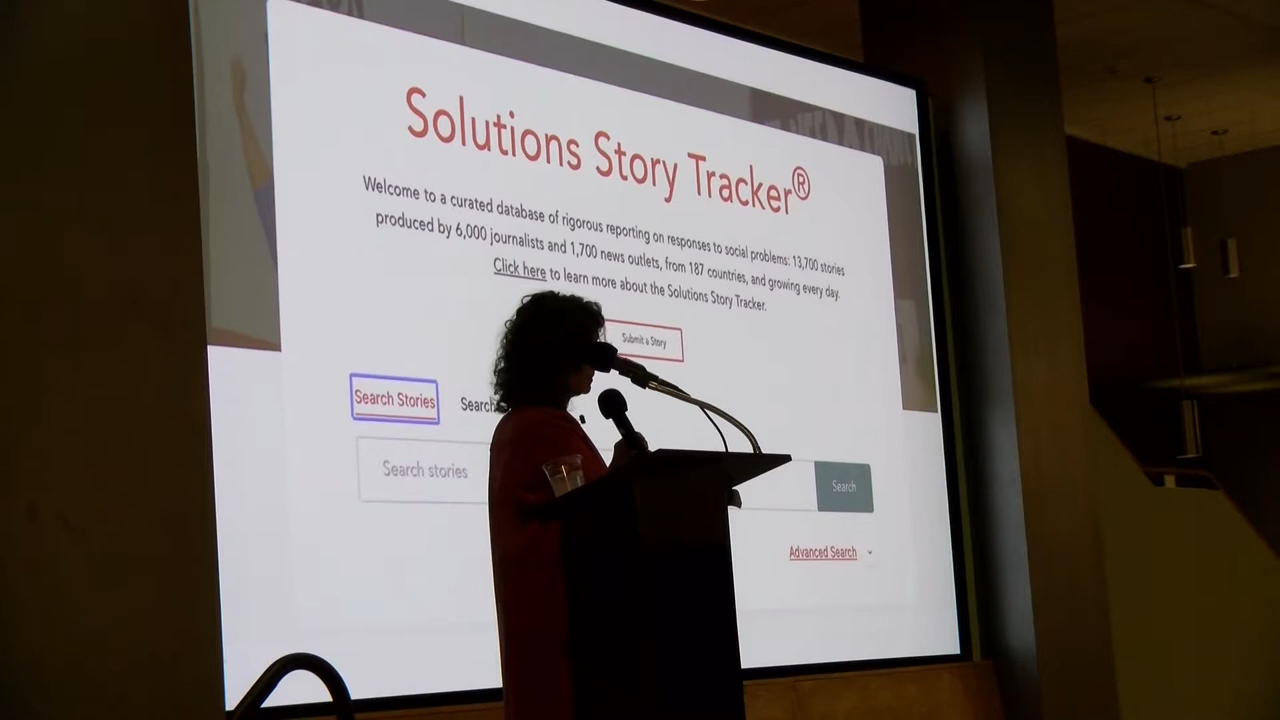 Solutions Story Tracker®
Welcome to a curated database of rigorous reporting on responses to social problems: 13,700 stories
produced by 6,000 journalists and 1,700 news outlets, from 187 countries, and growing every day.
Click here to learn more about the Solutions Story Tracker.
Submit a Story
Search Stories
Search
Search stories
Search
Advanced Search